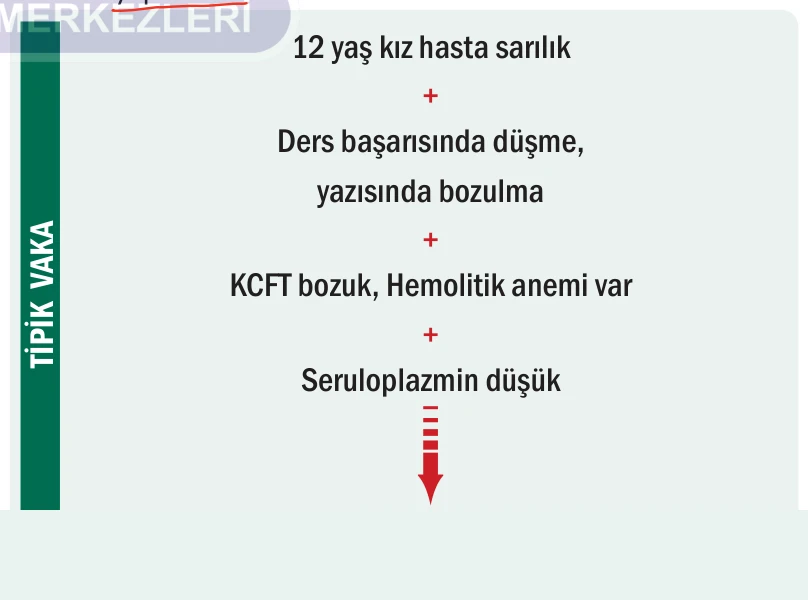 MERKEZLERİ
12 yaş kız hasta sarılık
+
Ders başarısında düşme,
yazısında bozulma
+
KCFT bozuk, Hemolitik anemi var
+
Seruloplazmin düşük
TİPİK VAKA